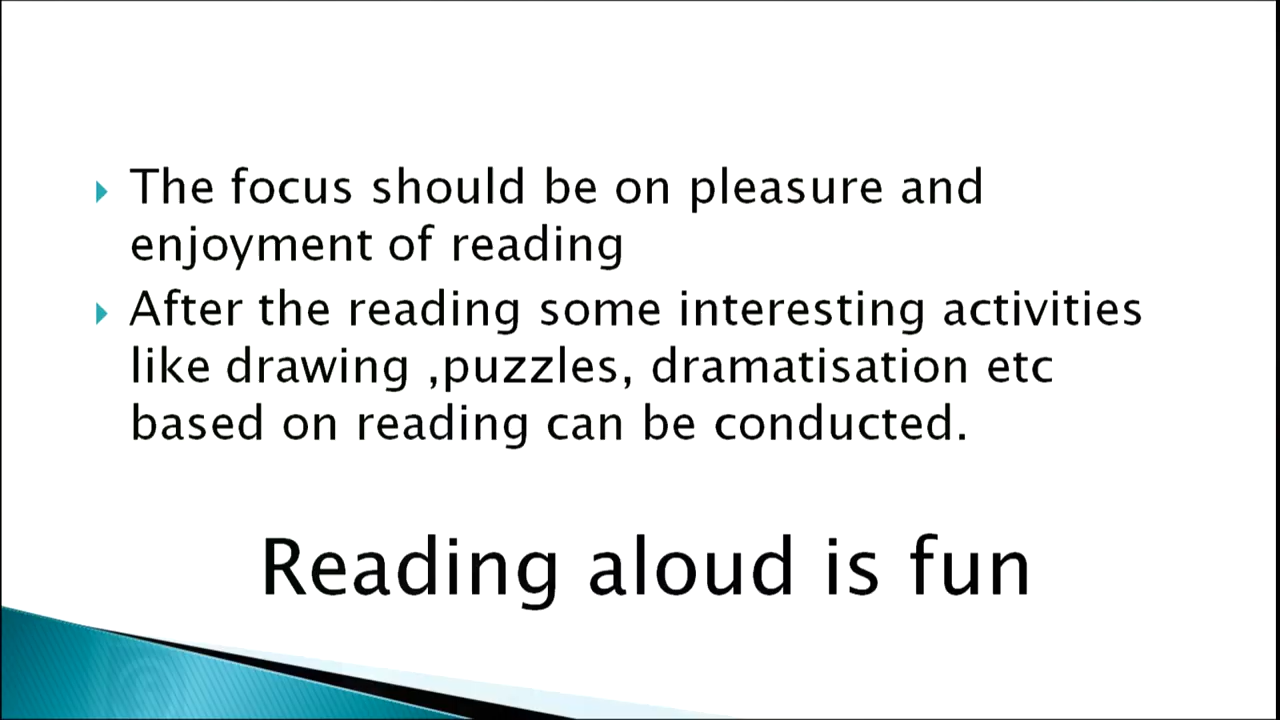 The focus should be on pleasure and
enjoyment of reading
After the reading some interesting activities
like drawing ,puzzles, dramatisation etc
based on reading can be conducted.
Reading aloud is fun